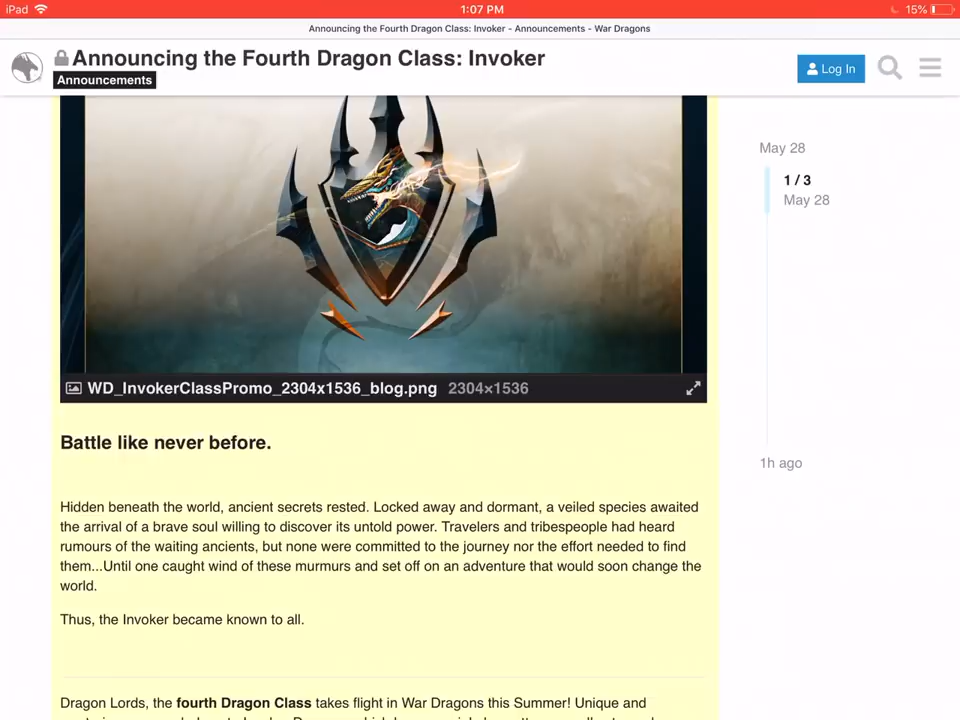 iPad 1:07 PM 15%
Announcing the Fourth Dragon Class: Invoker - Announcements - War Dragons
Announcing the Fourth Dragon Class: Invoker
Announcements
Log In
May 28
1 / 3
May 28
1h ago
WD_InvokerClassPromo_2304x1536_blog.png 2304×1536
Battle like never before.
Hidden beneath the world, ancient secrets rested. Locked away and dormant, a veiled species awaited
the arrival of a brave soul willing to discover its untold power. Travelers and tribespeople had heard
rumours of the waiting ancients, but none were committed to the journey nor the effort needed to find
them...Until one caught wind of these murmurs and set off on an adventure that would soon change the
world.
Thus, the Invoker became known to all.
Dragon Lords, the fourth Dragon Class takes flight in War Dragons this Summer! Unique and